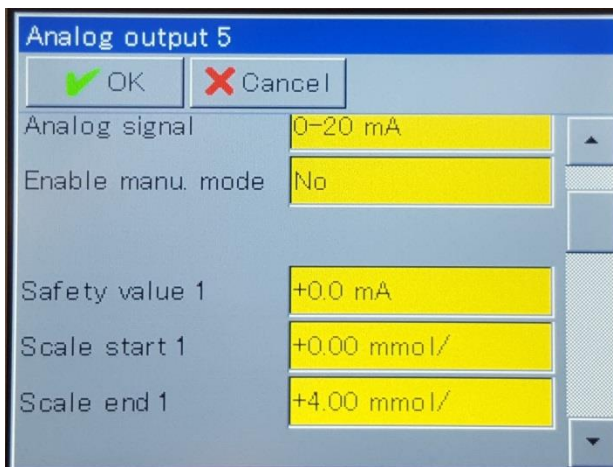 Analog output 5
OK Cancel
Analog signal 0-20 mA
Enable manu. mode No
Safety value 1 +0.0 mA
Scale start 1 +0.00 mmol/
Scale end 1 +4.00 mmol/